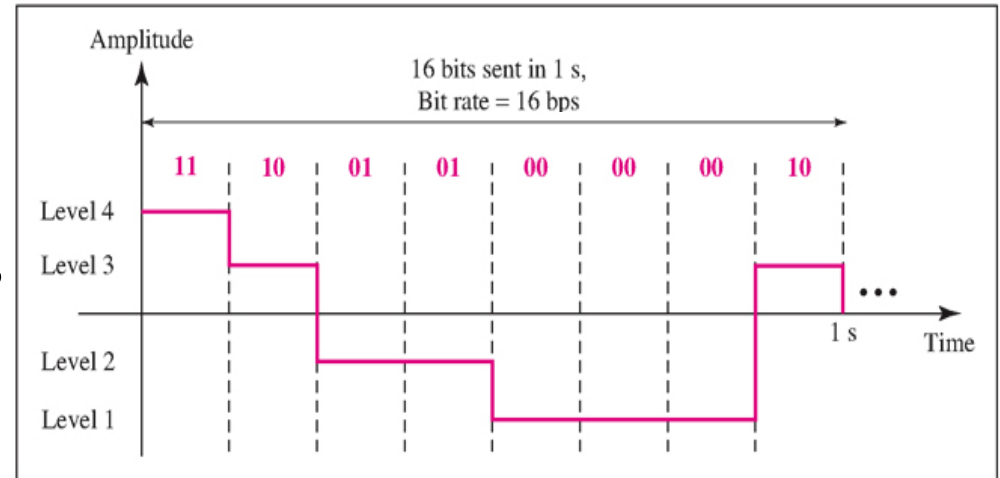 Amplitude
16 bits sent in 1 s,
Bit rate = 16 bps
11 10 01 01 00 00 00 10
Level 4
Level 3
Level 2
Level 1
1 s
Time